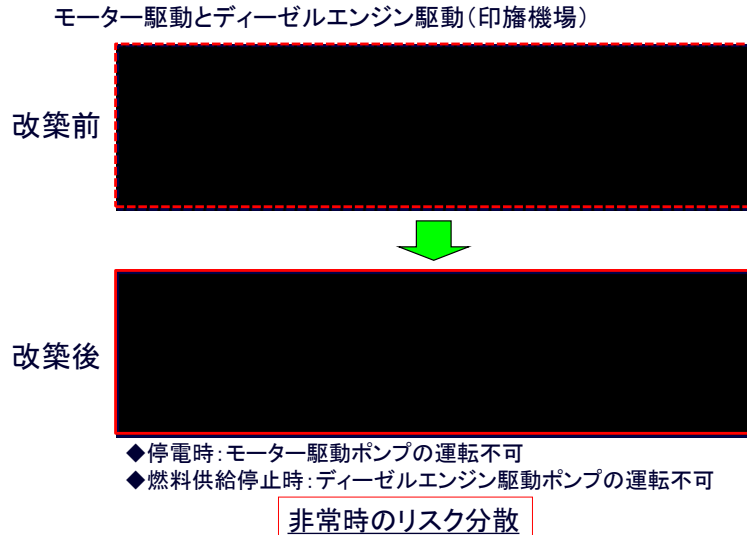 モーター駆動とディーゼルエンジン駆動（印旛機場）
改築前
改築後
◆停電時：モーター駆動ポンプの運転不可
◆燃料供給停止時：ディーゼルエンジン駆動ポンプの運転不可
非常時のリスク分散